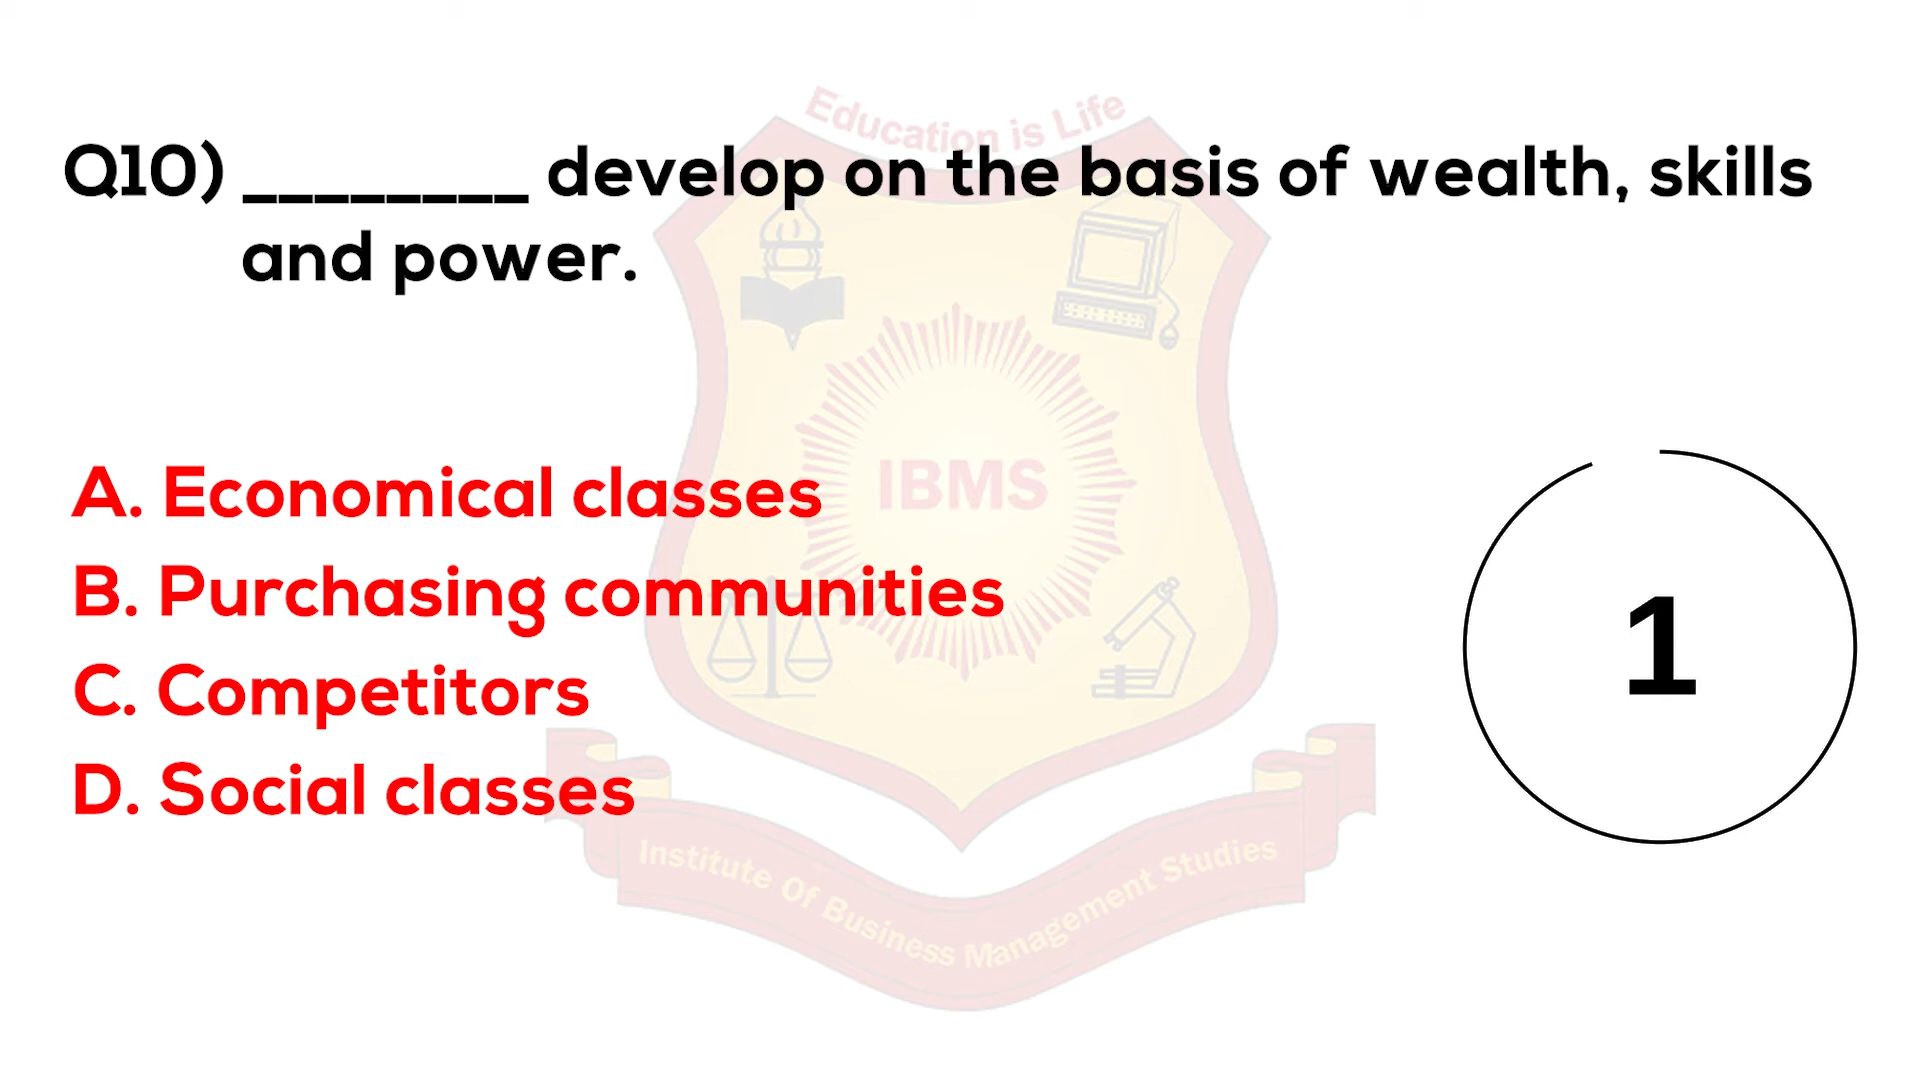 Education is Life
Q10) ________ develop on the basis of wealth, skills
and power.
IBMS
A. Economical classes
B. Purchasing communities
C. Competitors
D. Social classes
1
Institute Of Business Management Studies